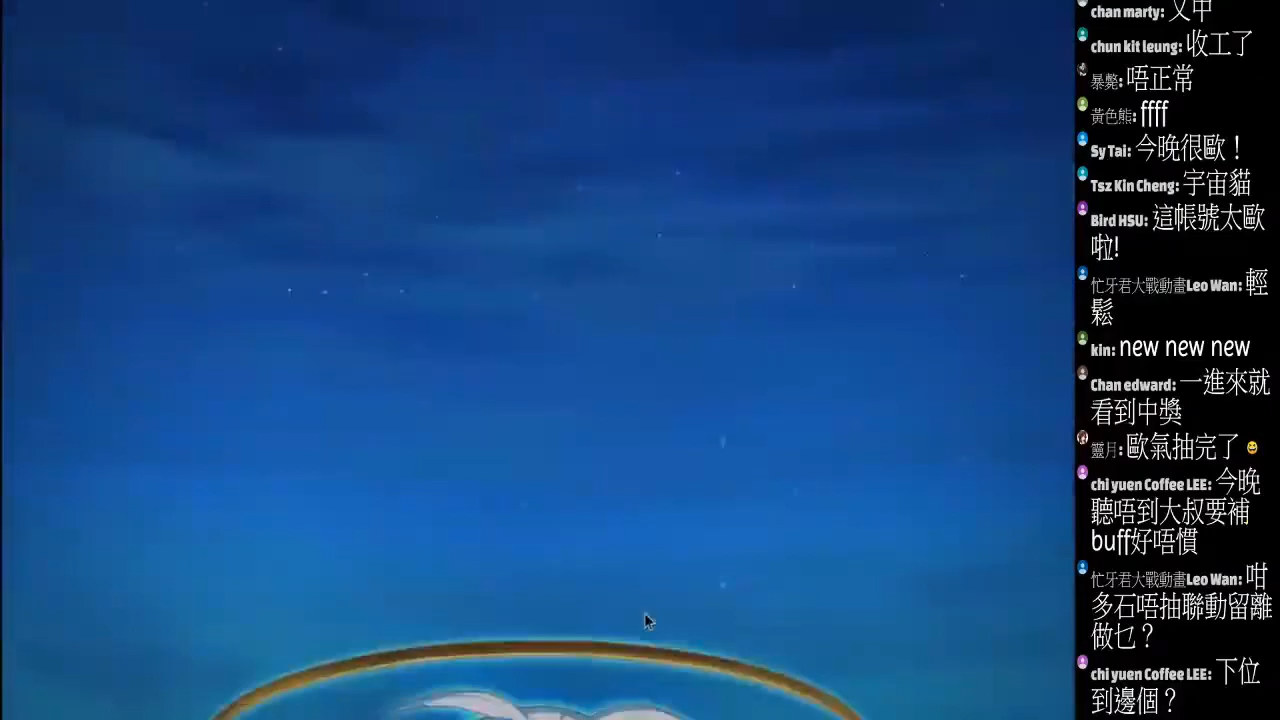 chan marty: 又中
chun kit leung: 收工了
暴斃: 唔正常
黃色熊: ffff
Sy Tai: 今晚很歐！
Tsz Kin Cheng: 宇宙貓
Bird HSU: 這帳號太歐
啦!
忙牙君大戰動畫Leo Wan: 輕
鬆
kin: new new new
Chan edward: 一進來就
看到中獎
靈月: 歐氣抽完了 😀
chi yuen Coffee LEE: 今晚
聽唔到大叔要補
buff好唔慣
忙牙君大戰動畫Leo Wan: 咁
多石唔抽聯動留離
做乜？
chi yuen Coffee LEE: 下位
到邊個？